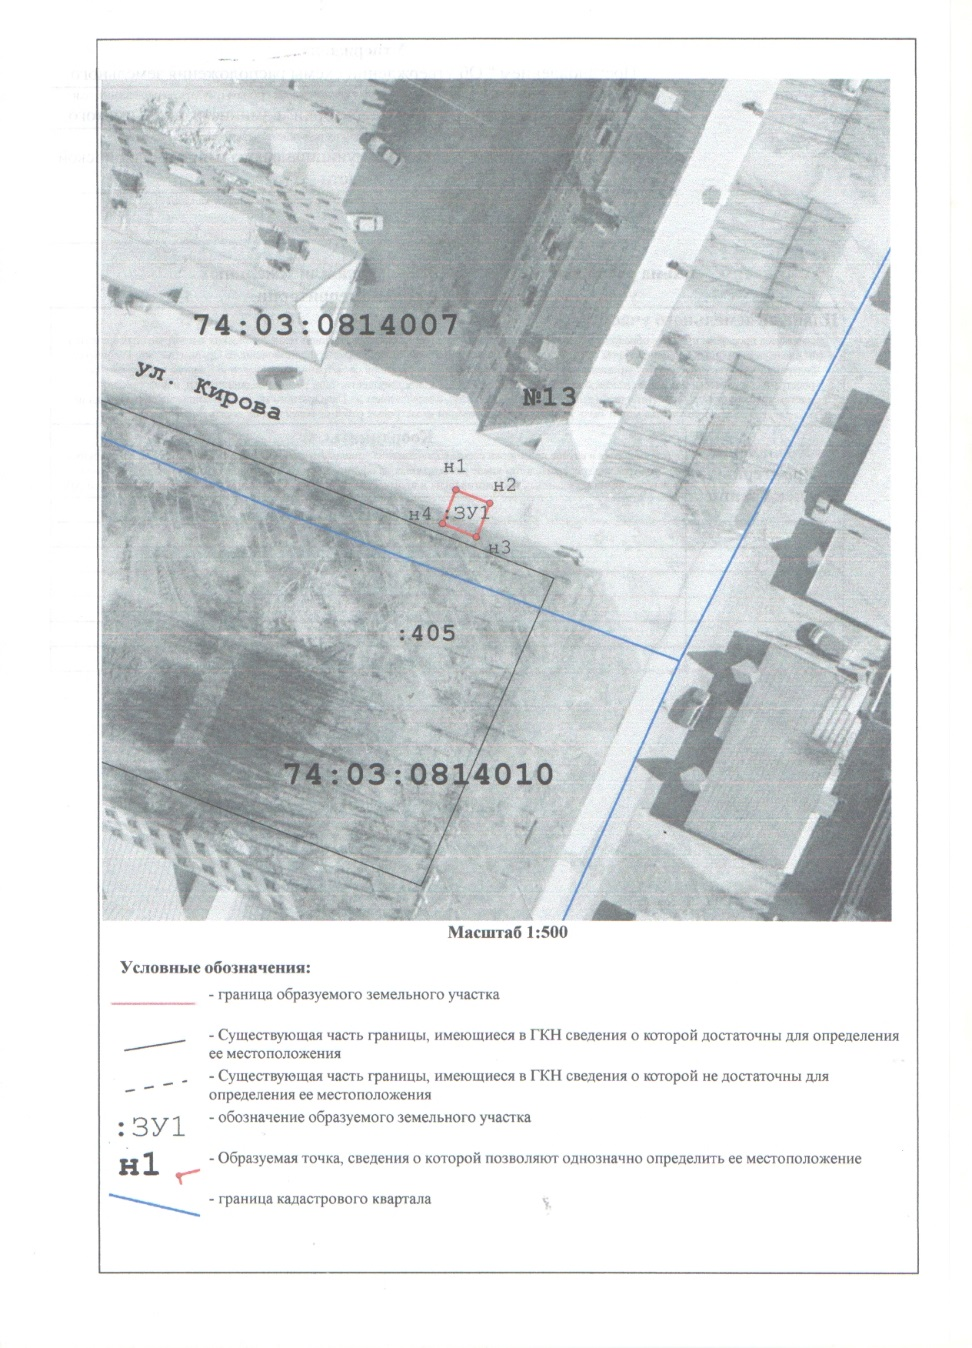 74:03:0814007
ул. Кирова
№13
н1
н2
н4
:ЗУ1
н3
:405
74:03:0814010
Масштаб 1:500
Условные обозначения:
- граница образуемого земельного участка
- Существующая часть границы, имеющиеся в ГКН сведения о которой достаточны для определения
ее местоположения
- Существующая часть границы, имеющиеся в ГКН сведения о которой не достаточны для
определения ее местоположения
:ЗУ1
- обозначение образуемого земельного участка
н1
- Образуемая точка, сведения о которой позволяют однозначно определить ее местоположение
- граница кадастрового квартала